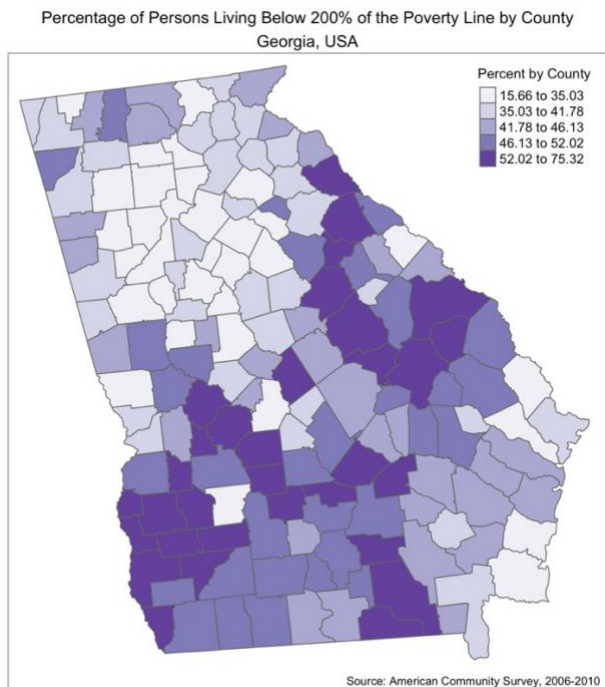 Percentage of Persons Living Below 200% of the Poverty Line by County
Georgia, USA
Percent by County
15.66 to 35.03
35.03 to 41.78
41.78 to 46.13
46.13 to 52.02
52.02 to 75.32
Source: American Community Survey, 2006-2010